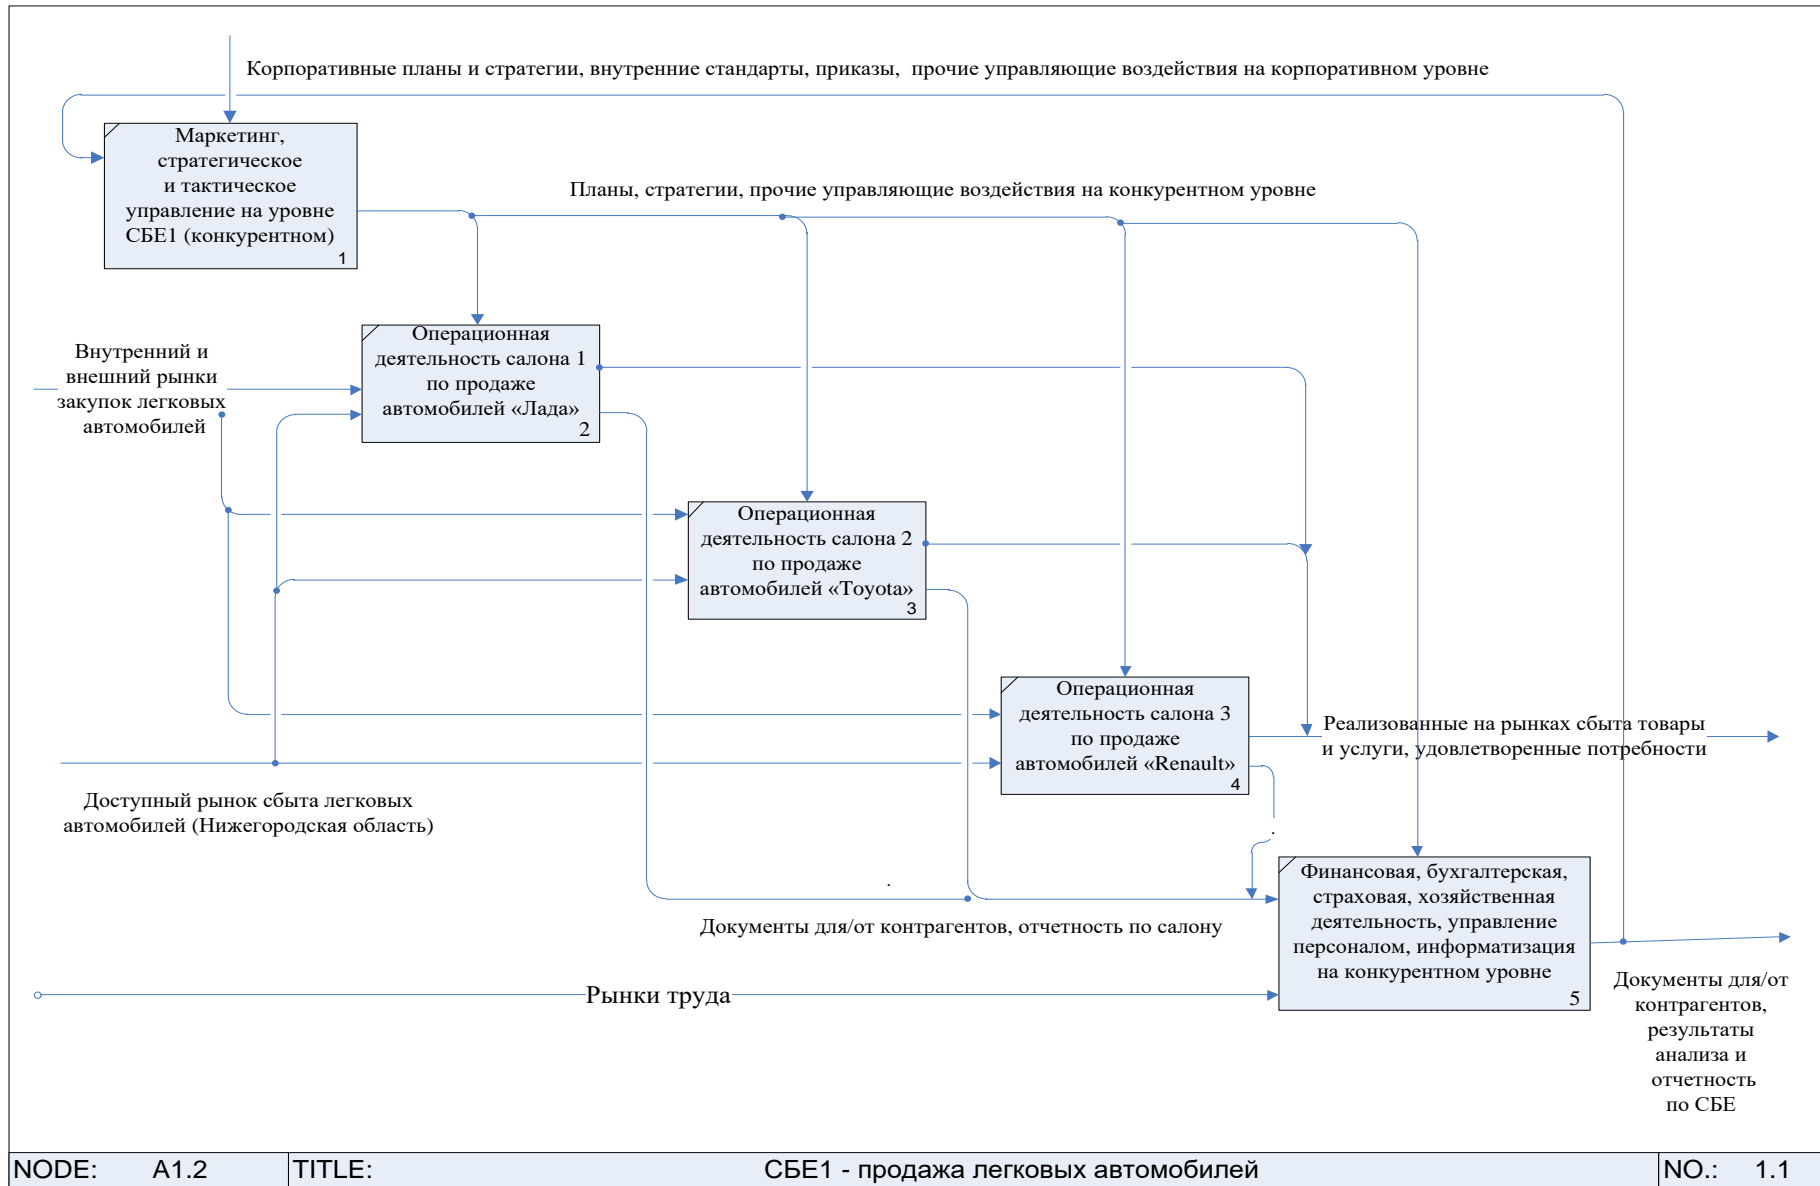 Корпоративные планы и стратегии, внутренние стандарты, приказы, прочие управляющие воздействия на корпоративном уровне
Маркетинг,
стратегическое
и тактическое
управление на уровне
СБЕ1 (конкурентном)
1
Планы, стратегии, прочие управляющие воздействия на конкурентном уровне
Внутренний и
внешний рынки
закупок легковых
автомобилей
Операционная
деятельность салона 1
по продаже
автомобилей «Лада»
2
Операционная
деятельность салона 2
по продаже
автомобилей «Toyota»
3
Операционная
деятельность салона 3
по продаже
автомобилей «Renault»
4
Реализованные на рынках сбыта товары
и услуги, удовлетворенные потребности
Доступный рынок сбыта легковых
автомобилей (Нижегородская область)
Финансовая, бухгалтерская,
страховая, хозяйственная
деятельность, управление
персоналом, информатизация
на конкурентном уровне
5
Документы для/от контрагентов, отчетность по салону
Рынки труда
Документы для/от
контрагентов,
результаты
анализа и
отчетность
по СБЕ
NODE: A1.2 TITLE: СБЕ1 - продажа легковых автомобилей NO.: 1.1